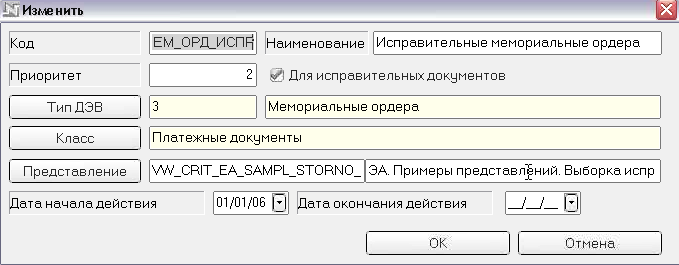 Изменить
Код ЕМ_ОРД_ИСПР Наименование Исправительные мемориальные ордера
Приоритет 2 Для исправительных документов
Тип ДЭВ 3 Мемориальные ордера
Класс Платежные документы
Представление VW_CRIT_EA_SAMPL_STORNO_ ЭА. Примеры представлений. Выборка испр
Дата начала действия 01/01/06 Дата окончания действия __/__/__
ОК Отмена